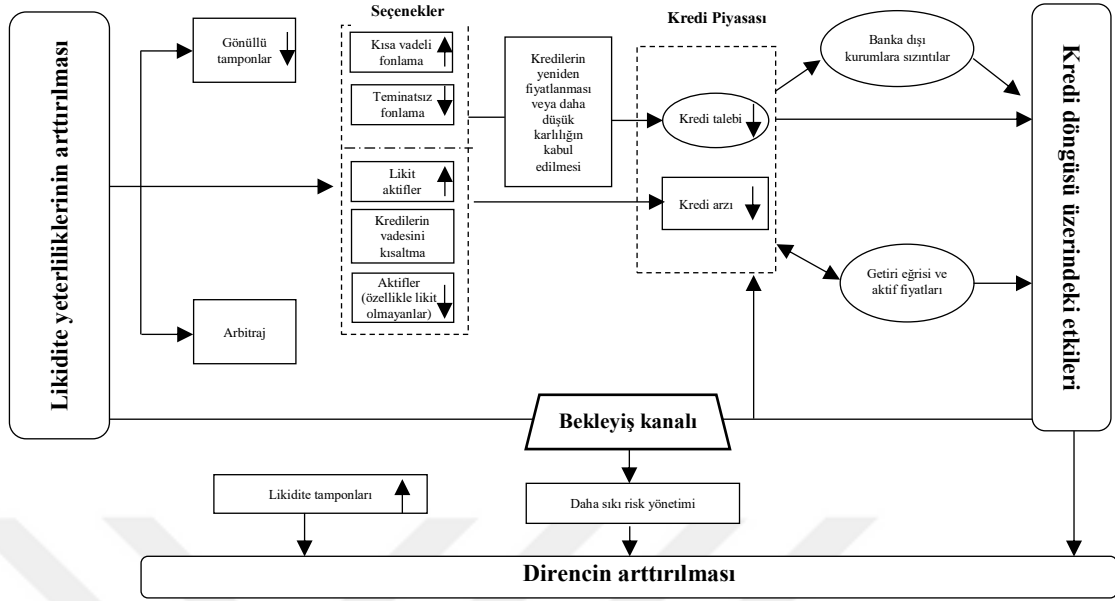 Likidite yeterliliklerinin arttırılması
Gönüllü
tamponlar
Arbitraj
Seçenekler
Kısa vadeli
fonlama
Teminatsız
fonlama
Likit
aktifler
Kredilerin
vadesini
kısaltma
Aktifler
(özellikle likit
olmayanlar)
Kredilerin
yeniden
fiyatlanması
veya daha
düşük
karlılığın
kabul
edilmesi
Kredi Piyasası
Kredi talebi
Kredi arzı
Banka dışı
kurumlara sızıntılar
Getiri eğrisi ve
aktif fiyatları
Kredi döngüsü üzerindeki etkileri
Bekleyiş kanalı
Likidite tamponları
Daha sıkı risk yönetimi
Direncin arttırılması